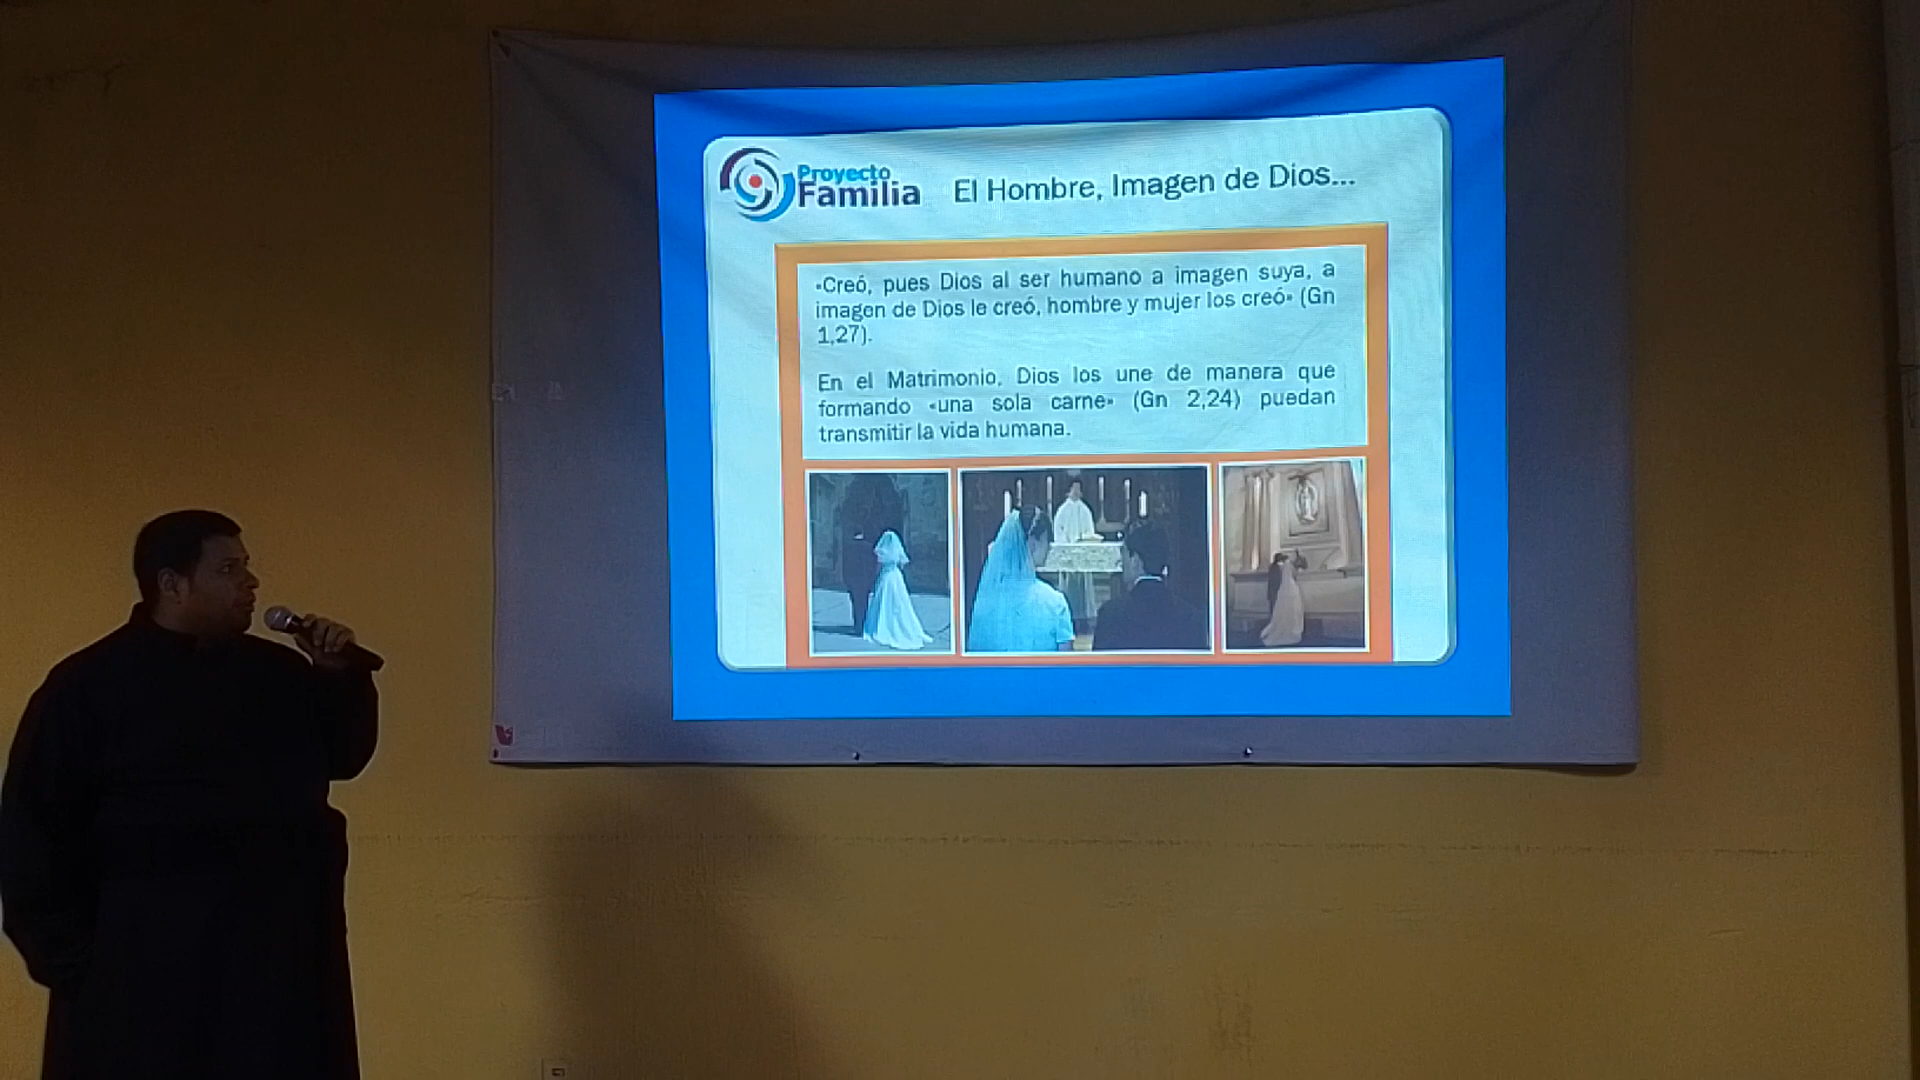 Proyecto
Familia
El Hombre, Imagen de Dios...
«Creó, pues Dios al ser humano a imagen suya, a
imagen de Dios le creó, hombre y mujer los creó» (Gn
1,27).
En el Matrimonio, Dios los une de manera que
formando «una sola carne» (Gn 2,24) puedan
transmitir la vida humana.